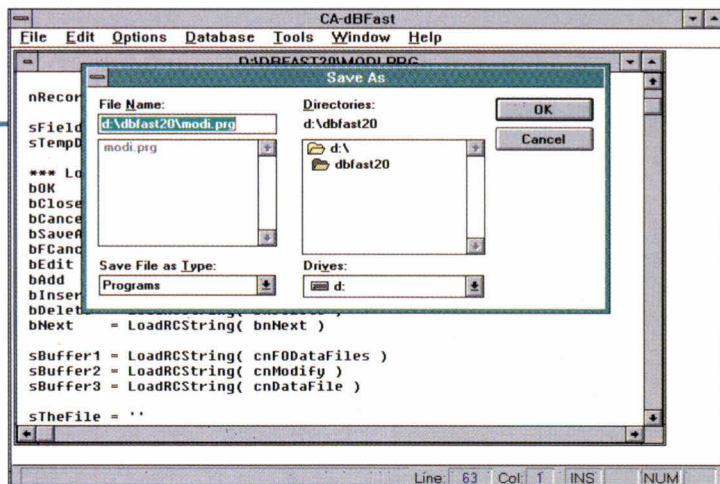 CA-dBFast
File Edit Options Database Tools Window Help
D:\DBFAST20\MODI.PRG
Save As
nRecor
File Name:
Directories:
OK
sField
d:\dbfast20\modi.prg
d:\dbfast20
sTempD
modi.prg
d:\
Cancel
dbfast20
*** Lo
bOK
bClose
bCance
bSaveA
bFCanc
bEdit
Save File as Type:
Drives:
bAdd
Programs
d:
bInser
bDelet
bNext = LoadRCString( bnNext )
sBuffer1 = LoadRCString( cnFODataFiles )
sBuffer2 = LoadRCString( cnModify )
sBuffer3 = LoadRCString( cnDataFile )
sTheFile = ''
Line: 63 Col: 1 INS NUM